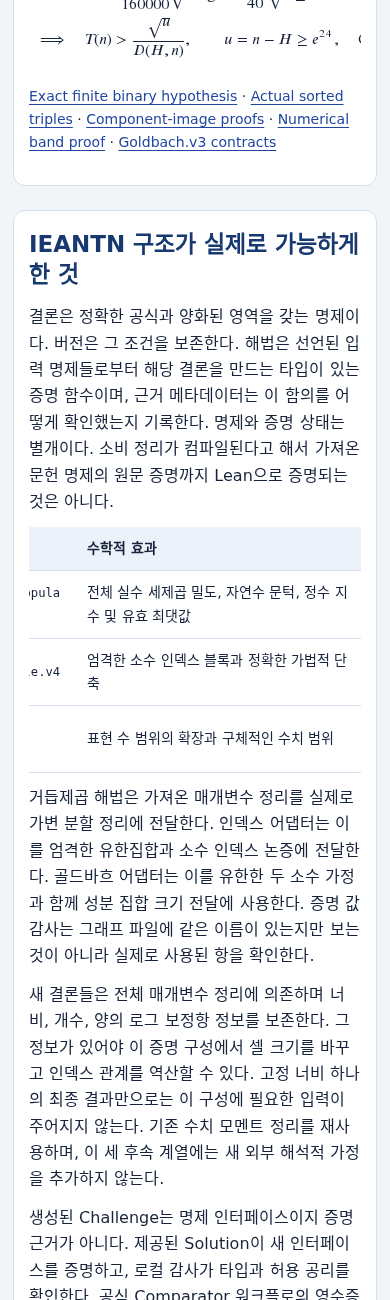 160000 40
⟹ T(n) > √u / D(H, n), u = n − H ≥ e^24,
Exact finite binary hypothesis · Actual sorted
triples · Component-image proofs · Numerical
band proof · Goldbach.v3 contracts
IEANTN 구조가 실제로 가능하게
한 것
결론은 정확한 공식과 양화된 영역을 갖는 명제이
다. 버전은 그 조건을 보존한다. 해법은 선언된 입
력 명제들로부터 해당 결론을 만드는 타입이 있는
증명 함수이며, 근거 메타데이터는 이 함의를 어
떻게 확인했는지 기록한다. 명제와 증명 상태는
별개이다. 소비 정리가 컴파일된다고 해서 가져온
문헌 명제의 원문 증명까지 Lean으로 증명되는
것은 아니다.
수학적 효과
전체 실수 세제곱 밀도, 자연수 문턱, 정수 지
수 및 유효 최댓값
엄격한 소수 인덱스 블록과 정확한 가법적 단
축
표현 수 범위의 확장과 구체적인 수치 범위
거듭제곱 해법은 가져온 매개변수 정리를 실제로
가변 분할 정리에 전달한다. 인덱스 어댑터는 이
를 엄격한 유한집합과 소수 인덱스 논증에 전달한
다. 골드바흐 어댑터는 이를 유한한 두 소수 가정
과 함께 성분 집합 크기 전달에 사용한다. 증명 값
감사는 그래프 파일에 같은 이름이 있는지만 보는
것이 아니라 실제로 사용된 항을 확인한다.
새 결론들은 전체 매개변수 정리에 의존하며 너
비, 개수, 양의 로그 보정항 정보를 보존한다. 그
정보가 있어야 이 증명 구성에서 셀 크기를 바꾸
고 인덱스 관계를 역산할 수 있다. 고정 너비 하나
의 최종 결과만으로는 이 구성에 필요한 입력이
주어지지 않는다. 기존 수치 모멘트 정리를 재사
용하며, 이 세 후속 계열에는 새 외부 해석적 가정
을 추가하지 않는다.
생성된 Challenge는 명제 인터페이스이지 증명
근거가 아니다. 제공된 Solution이 새 인터페이
스를 증명하고, 로컬 감사가 타입과 허용 공리를
확인한다. 공식 Comparator 워크플로의 영수증